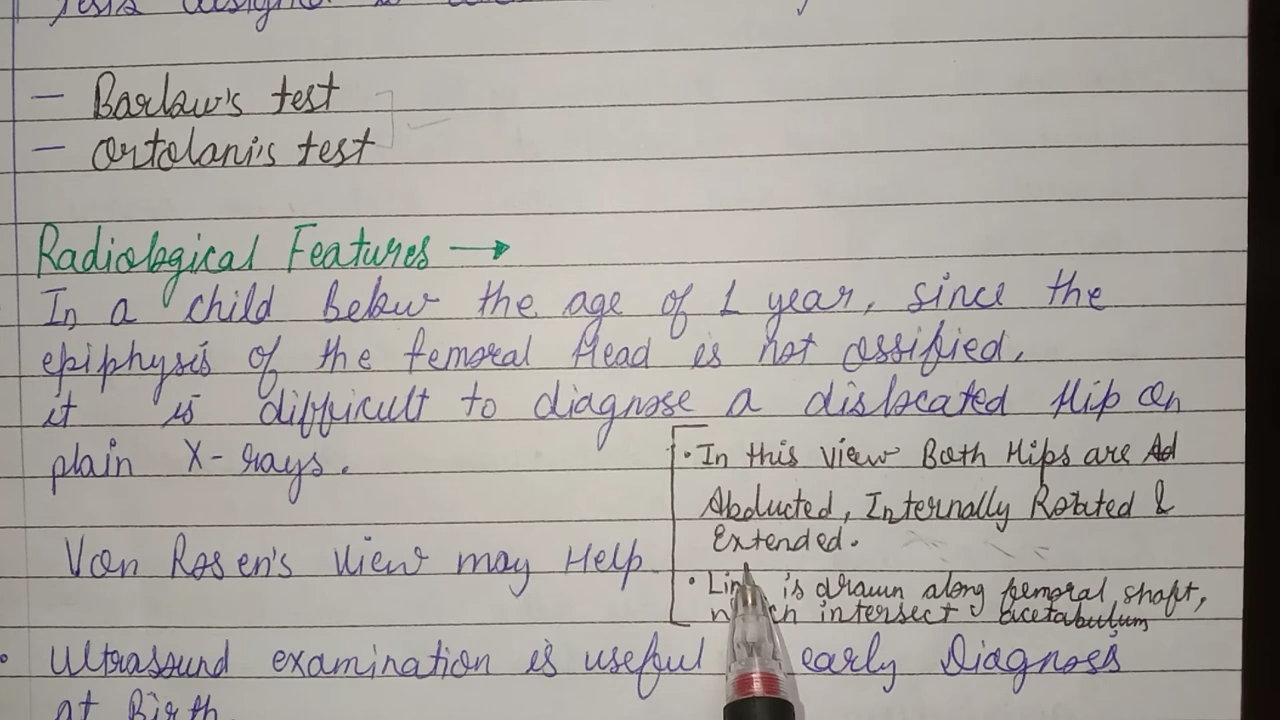 - Barlow's test
- Ortolani's test
Radiological Features →
In a child Below the age of 1 year, since the
epiphysis of the femoral Head is not ossified,
it is difficult to diagnose a dislocated Hip on
plain X-rays.
• In this view Both Hips are Ad
Abducted, Internally Rotated &
Extended.
Von Rosen's View may Help
• is drawn along femoral shaft,
intersect acetabulum
• Ultrasound examination is useful early Diagnosis
at Birth.